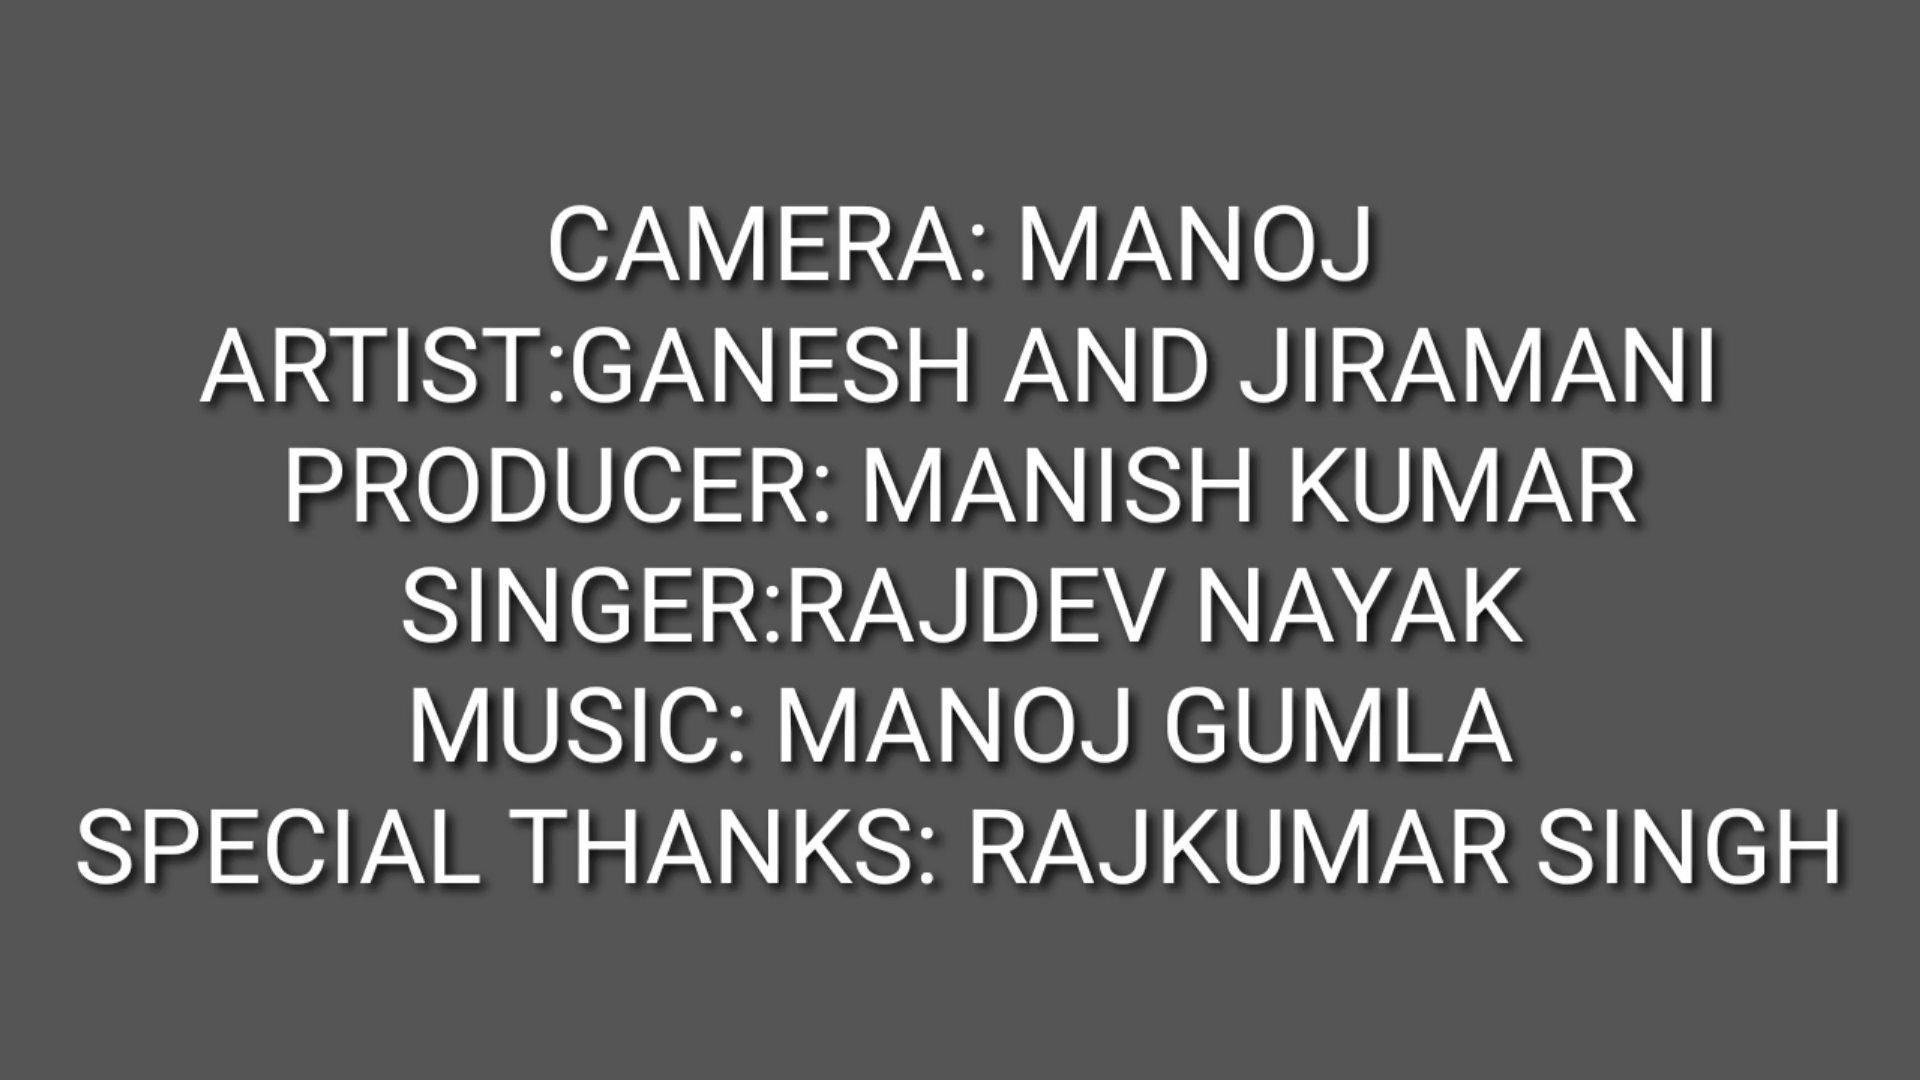 CAMERA: MANOJ
ARTIST:GANESH AND JIRAMANI
PRODUCER: MANISH KUMAR
SINGER:RAJDEV NAYAK
MUSIC: MANOJ GUMLA
SPECIAL THANKS: RAJKUMAR SINGH